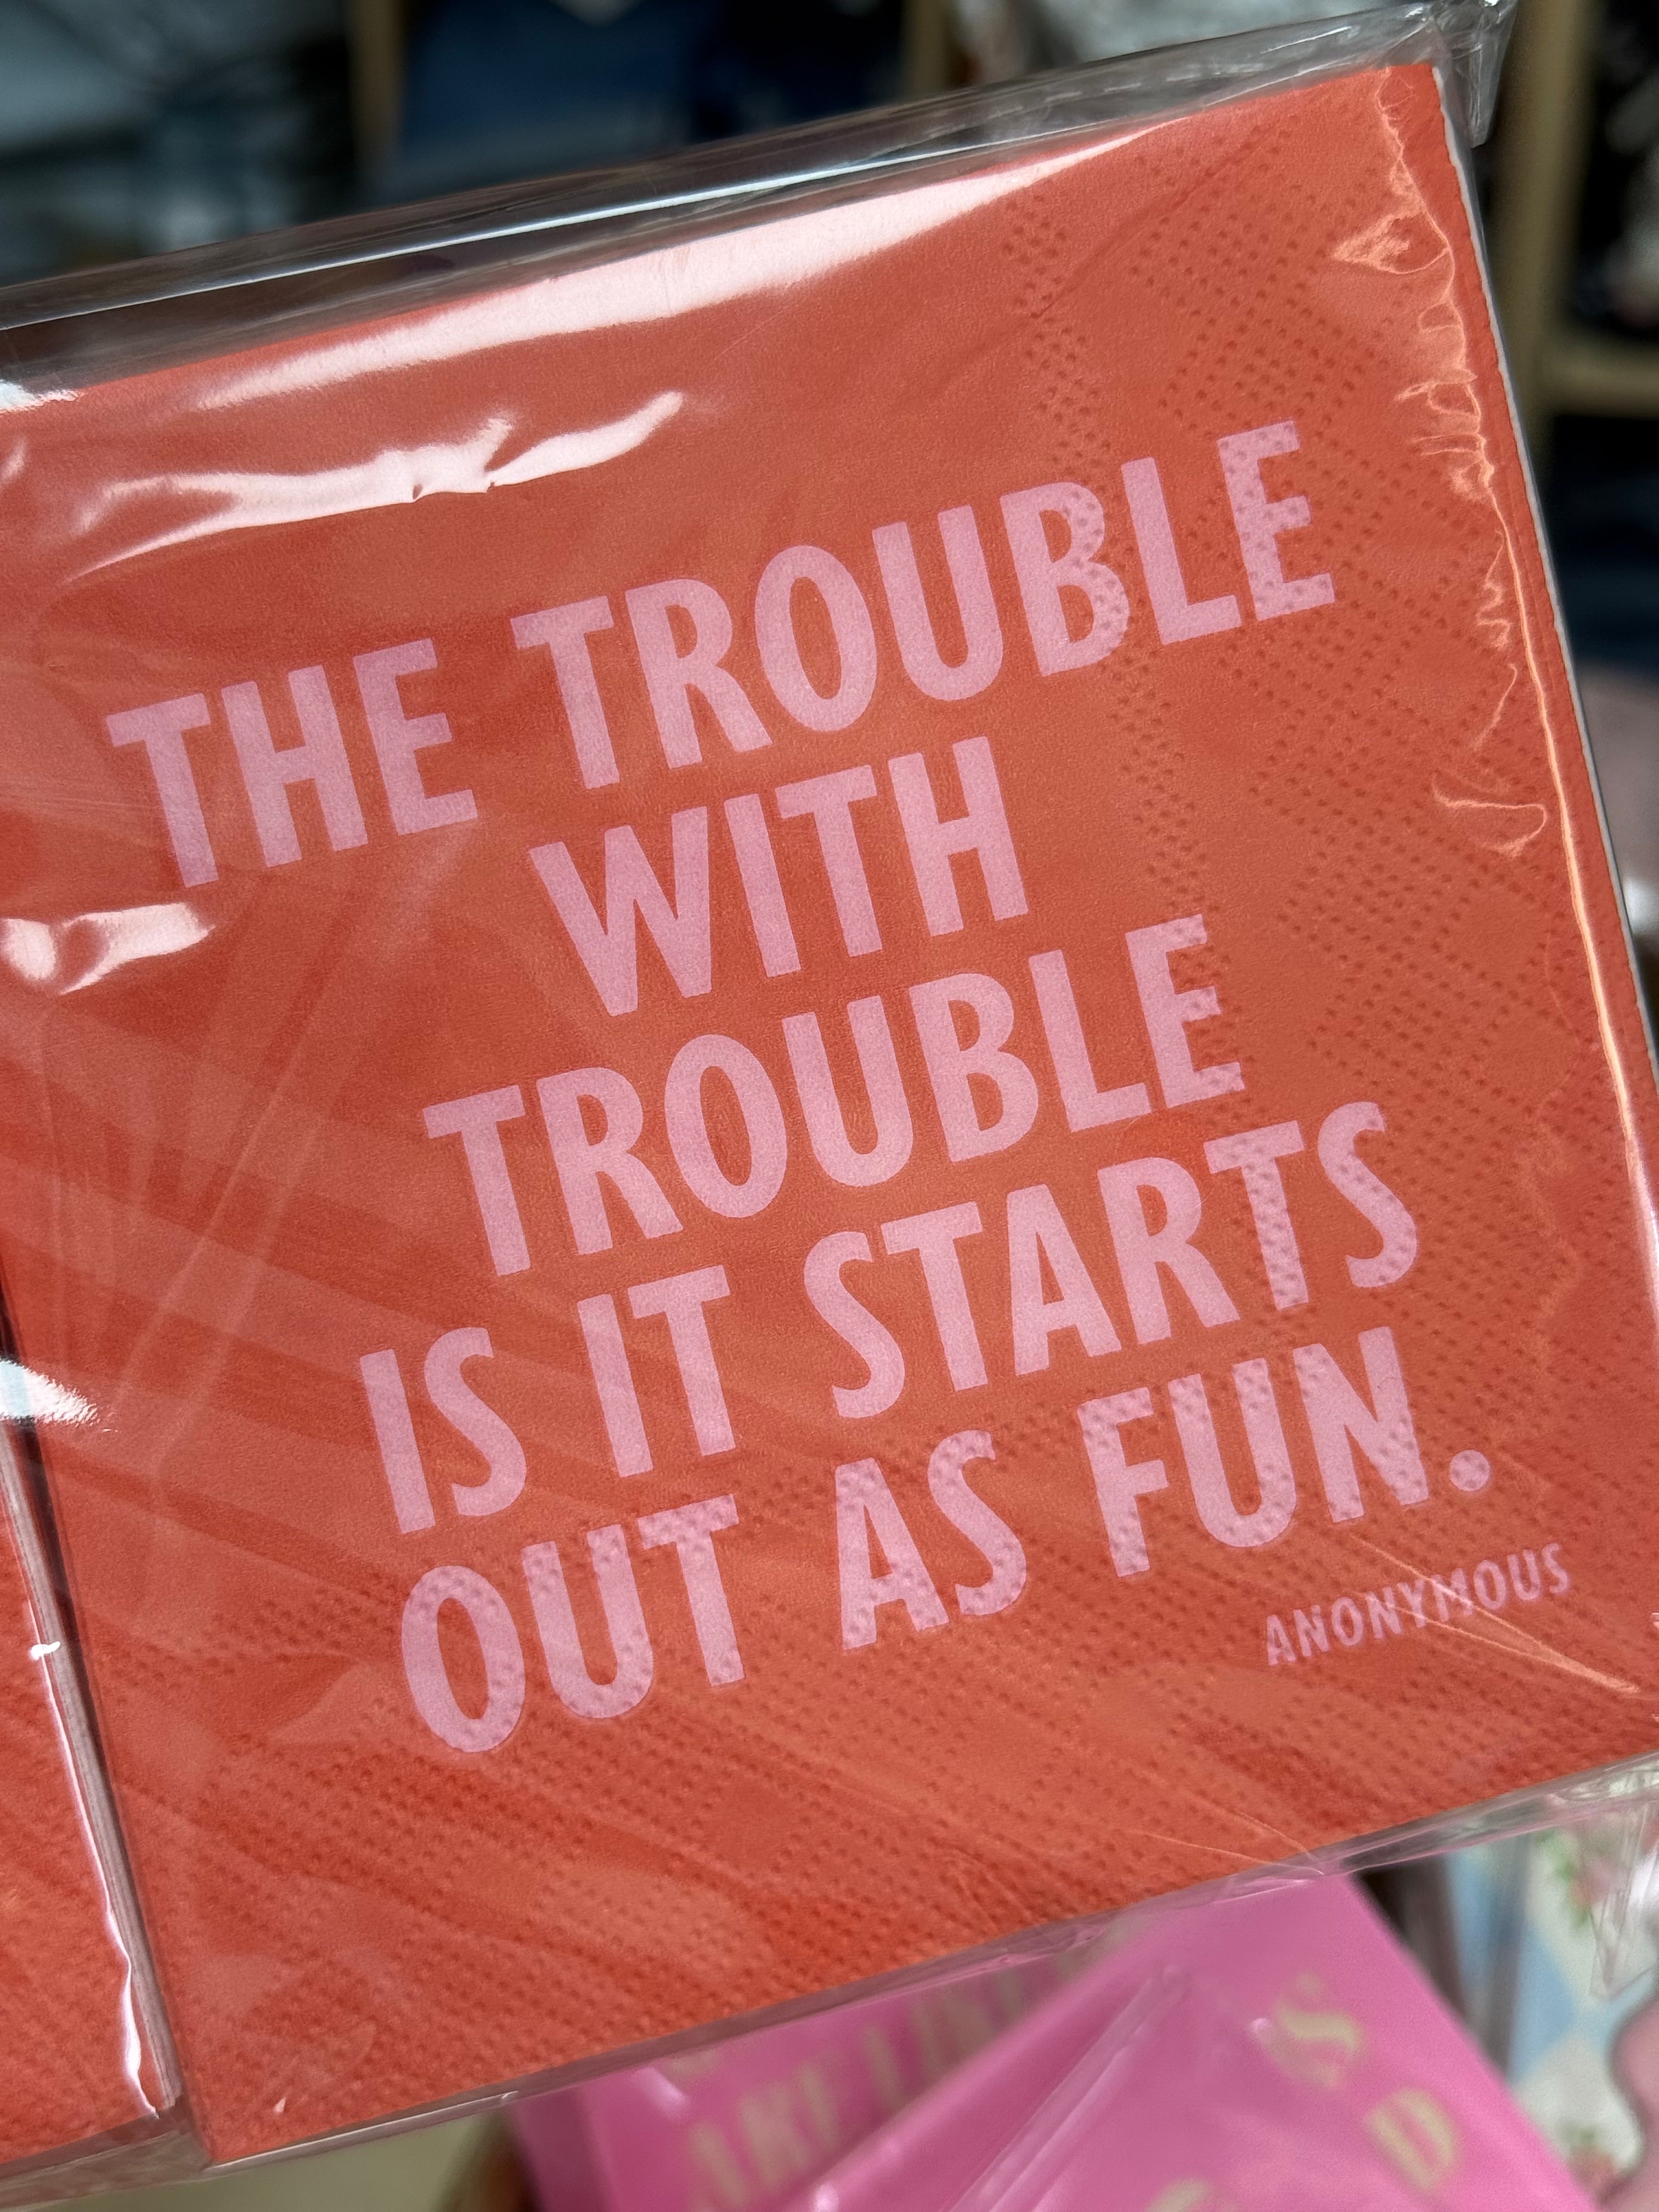 THE TROUBLE
WITH
TROUBLE
IS IT STARTS
OUT AS FUN.
ANONYMOUS